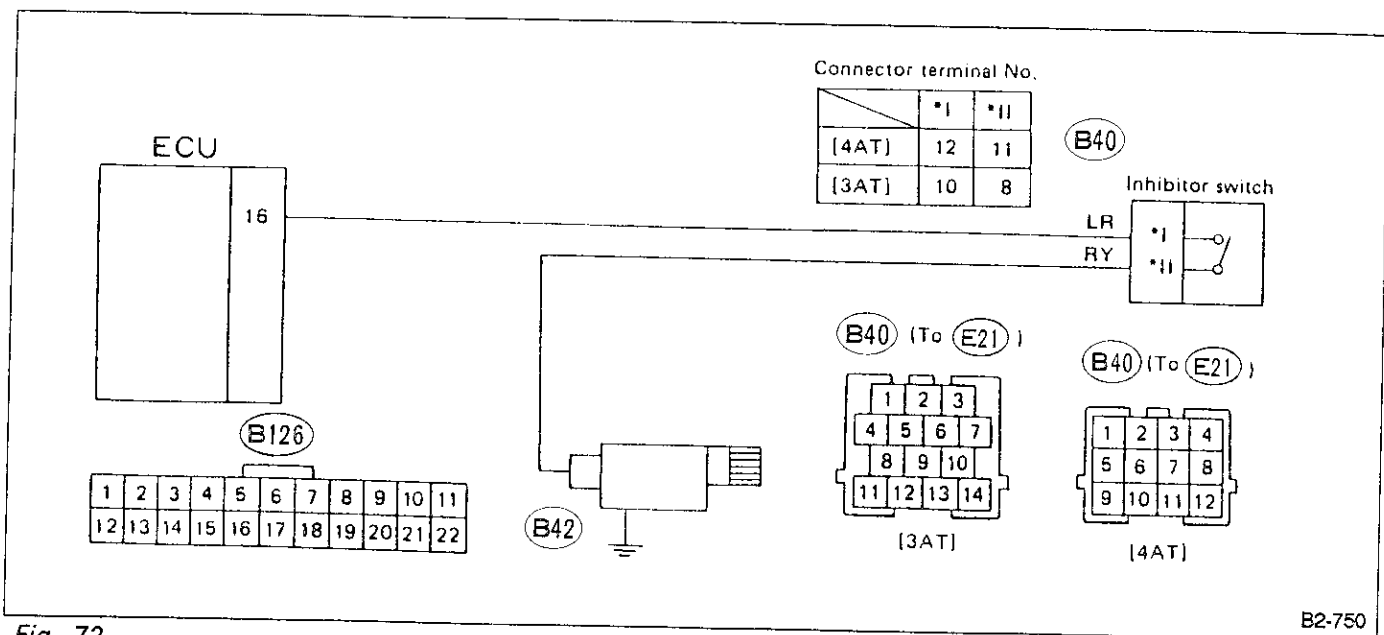 Connector terminal No.
*I *II
[4AT] 12 11
[3AT] 10 8
B40
ECU
16
Inhibitor switch
LR *I
RY *II
B40 (To E21)
1 2 3
4 5 6 7
8 9 10
11 12 13 14
[3AT]
B40 (To E21)
1 2 3 4
5 6 7 8
9 10 11 12
[4AT]
B126
1 2 3 4 5 6 7 8 9 10 11
12 13 14 15 16 17 18 19 20 21 22
B42
B2-750
Fig. 72